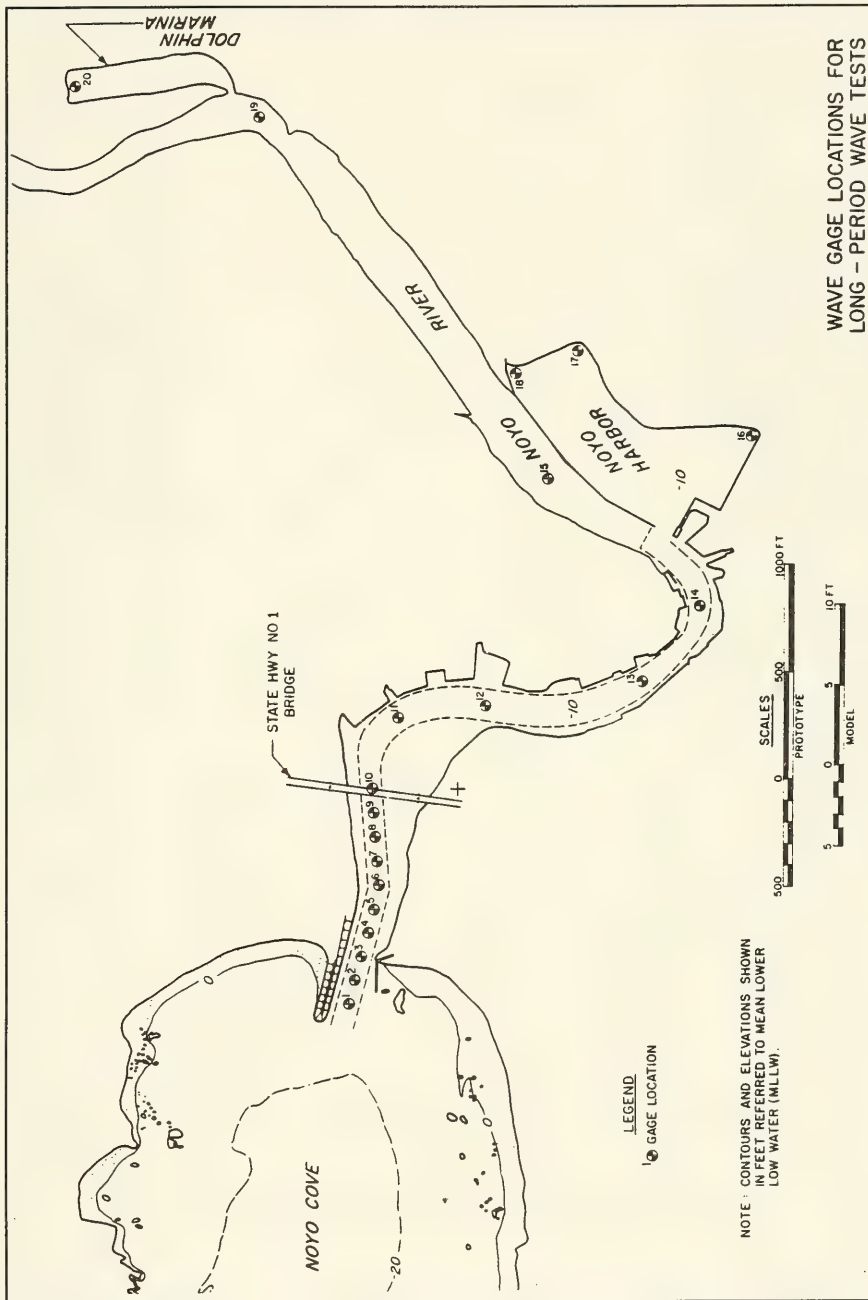 DOLPHIN
MARINA
20
19
RIVER
NOYO
15
18
17
NOYO
HARBOR
16
-10
14
STATE HWY NO 1
BRIDGE
11
12
-10
13
10
9
8
7
6
5
4
3
2
1
0
NOYO COVE
-20
0
SCALES
500 0 500 1000 FT
PROTOTYPE
5 0 5 10 FT
MODEL
LEGEND
1 GAGE LOCATION
NOTE : CONTOURS AND ELEVATIONS SHOWN
IN FEET REFERRED TO MEAN LOWER
LOW WATER (MLLW).
WAVE GAGE LOCATIONS FOR
LONG - PERIOD WAVE TESTS